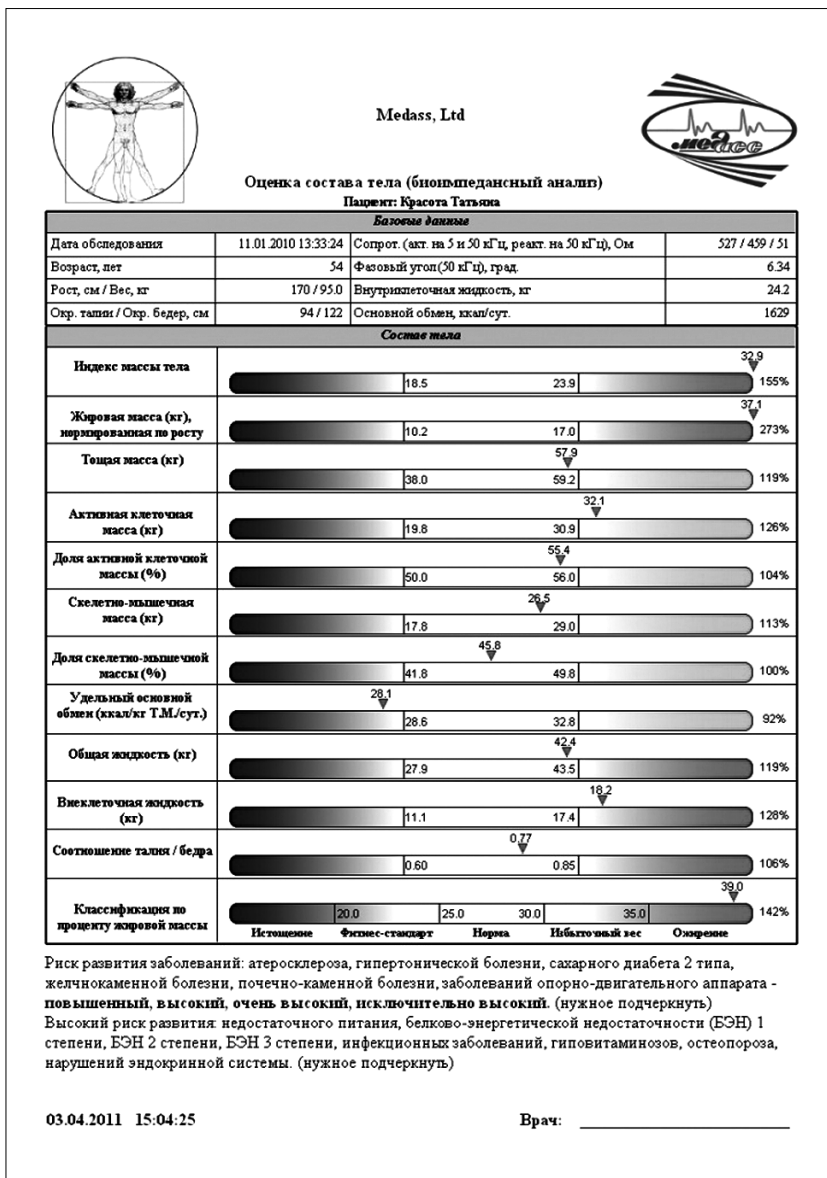 Medass, Ltd
медасс
Оценка состава тела (биоимпедансный анализ)
Пациент: Красота Татьяна
Базовые данные
Дата обследования 11.01.2010 13:33:24 Сопрот. (акт. на 5 и 50 кГц, реакт. на 50 кГц), Ом 527 / 459 / 51
Возраст, лет 54 Фазовый угол (50 кГц), град. 6.34
Рост, см / Вес, кг 170 / 95.0 Внутриклеточная жидкость, кг 24.2
Окр. талии / Окр. бедер, см 94 / 122 Основной обмен, ккал/сут. 1629
Состав тела
32.9
Индекс массы тела
18.5 23.9 155%
37.1
Жировая масса (кг),
нормированная по росту
10.2 17.0 273%
57.9
Тощая масса (кг)
38.0 59.2 119%
32.1
Активная клеточная
масса (кг)
19.8 30.9 126%
55.4
Доля активной клеточной
массы (%)
50.0 56.0 104%
26.5
Скелетно-мышечная
масса (кг)
17.8 29.0 113%
45.8
Доля скелетно-мышечной
массы (%)
41.8 49.8 100%
28.1
Удельный основной
обмен (ккал/кг Т.М./сут.)
28.6 32.8 92%
42.4
Общая жидкость (кг)
27.9 43.5 119%
18.2
Внеклеточная жидкость
(кг)
11.1 17.4 128%
0.77
Соотношение талия / бедра
0.60 0.85 106%
39.0
Классификация по
проценту жировой массы
20.0 25.0 30.0 35.0 142%
Истощение Фитнес-стандарт Норма Избыточный вес Ожирение
Риск развития заболеваний: атеросклероза, гипертонической болезни, сахарного диабета 2 типа,
желчнокаменной болезни, почечно-каменной болезни, заболеваний опорно-двигательного аппарата -
повышенный, высокий, очень высокий, исключительно высокий. (нужное подчеркнуть)
Высокий риск развития: недостаточного питания, белково-энергетической недостаточности (БЭН) 1
степени, БЭН 2 степени, БЭН 3 степени, инфекционных заболеваний, гиповитаминозов, остеопороза,
нарушений эндокринной системы. (нужное подчеркнуть)
03.04.2011 15:04:25 Врач: